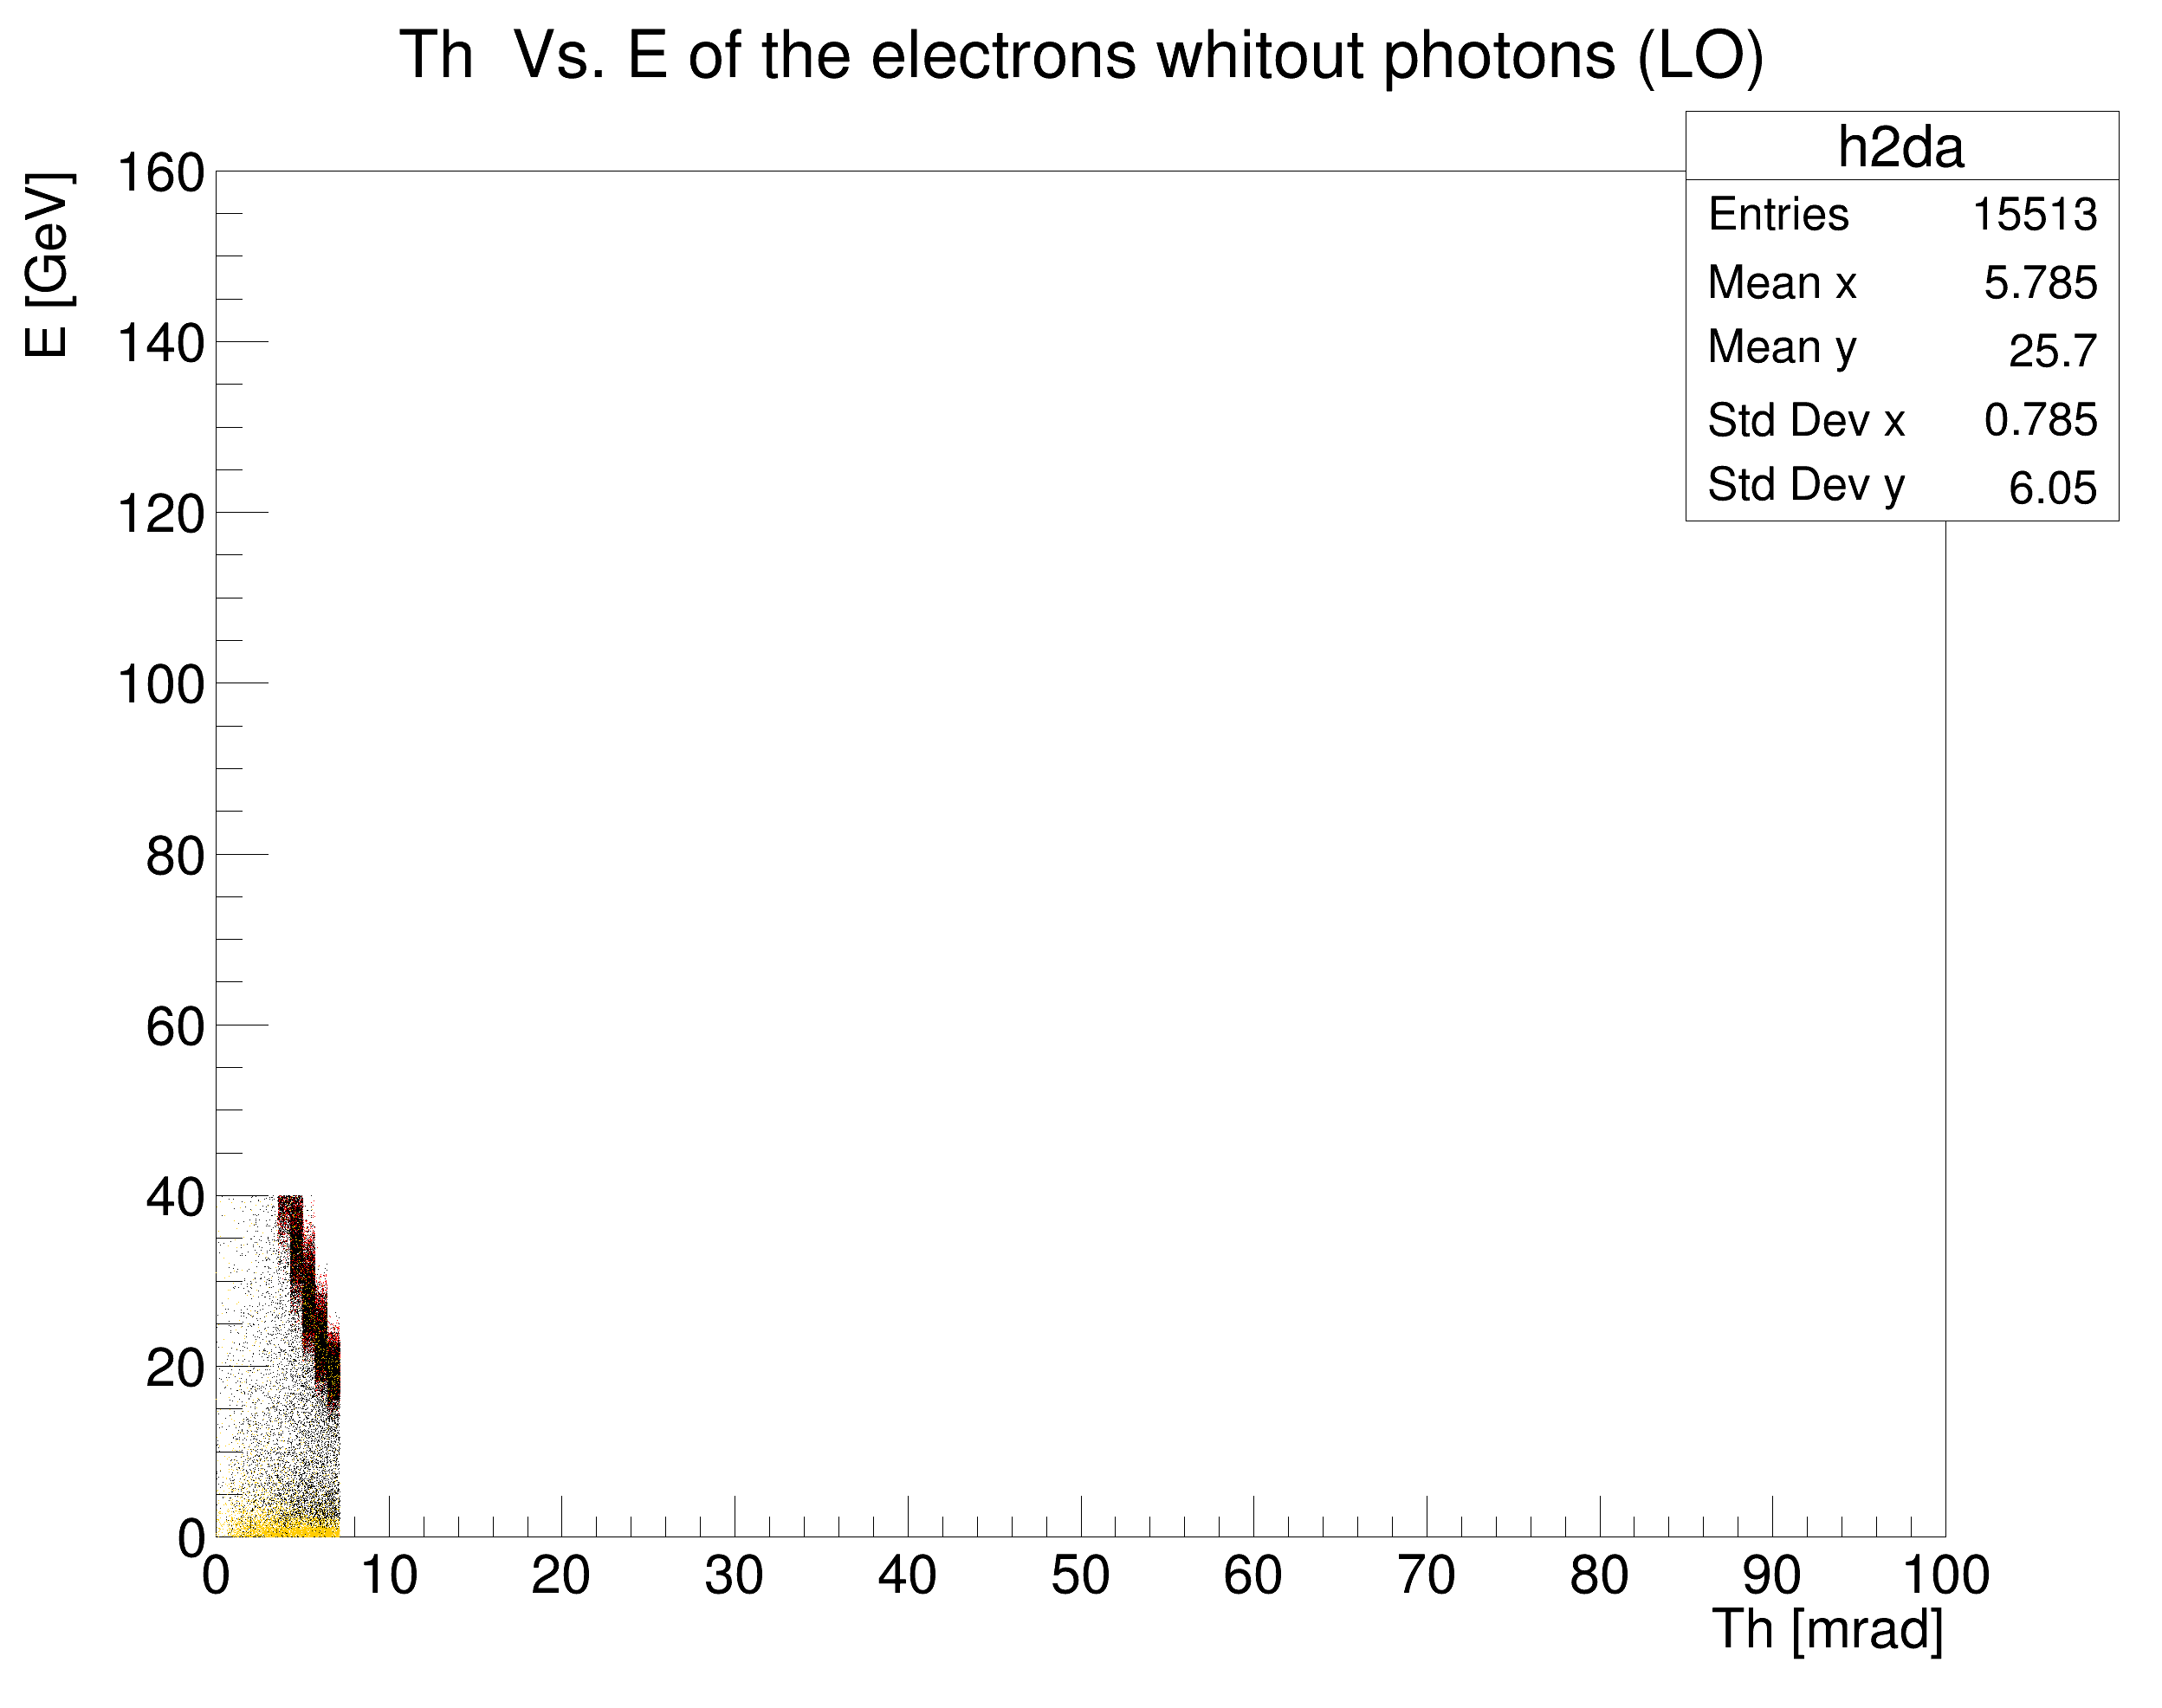 Th  Vs. E of the electrons whitout photons (LO)
h2da
Entries 15513
Mean x 5.785
Mean y 25.7
Std Dev x 0.785
Std Dev y 6.05
E [GeV]
160
140
120
100
80
60
40
20
0
0 10 20 30 40 50 60 70 80 90 100
Th [mrad]